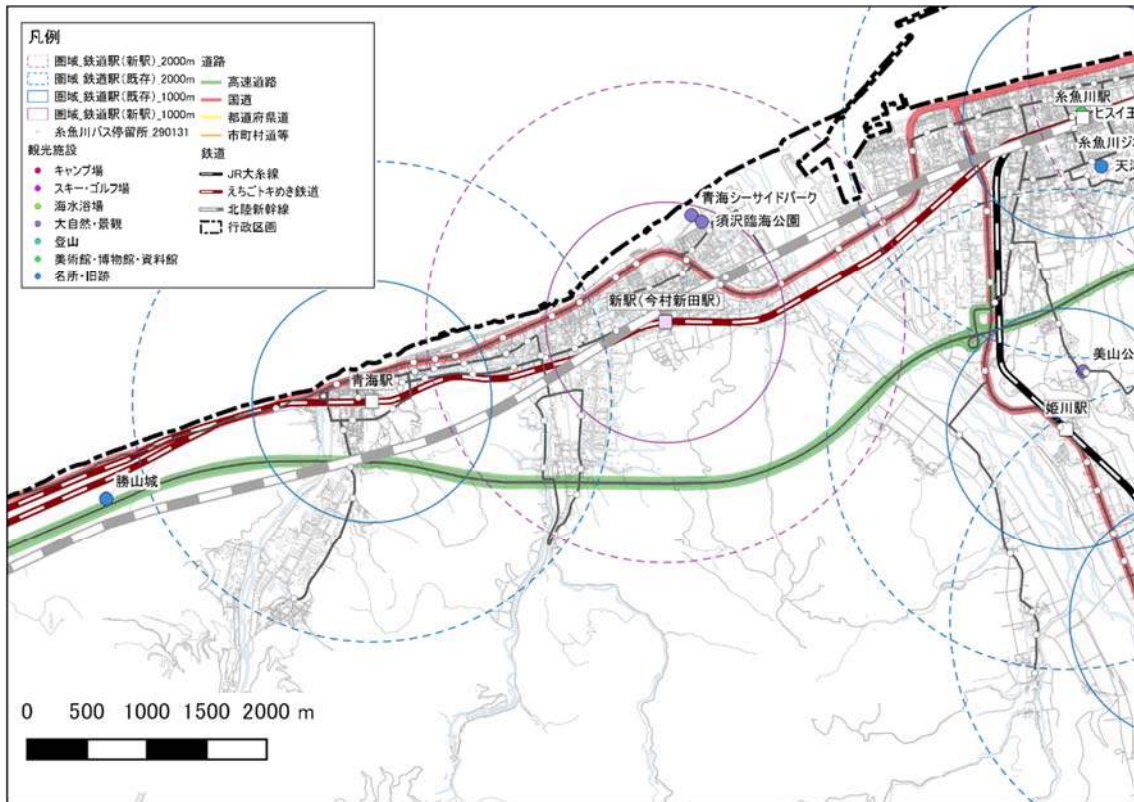 凡例
圏域_鉄道駅(新駅)_2000m
圏域_鉄道駅(既存)_2000m
圏域_鉄道駅(既存)_1000m
圏域_鉄道駅(新駅)_1000m
糸魚川バス停留所_290131
観光施設
キャンプ場
スキー・ゴルフ場
海水浴場
大自然・景観
登山
美術館・博物館・資料館
名所・旧跡
道路
高速道路
国道
都道府県道
市町村道等
鉄道
JR大糸線
えちごトキめき鉄道
北陸新幹線
行政区画
糸魚川駅
ヒスイ王
糸魚川ジオ
天津
青海シーサイドパーク
須沢臨海公園
新駅(今村新田駅)
青海駅
美山公
姫川駅
勝山城
0 500 1000 1500 2000 m